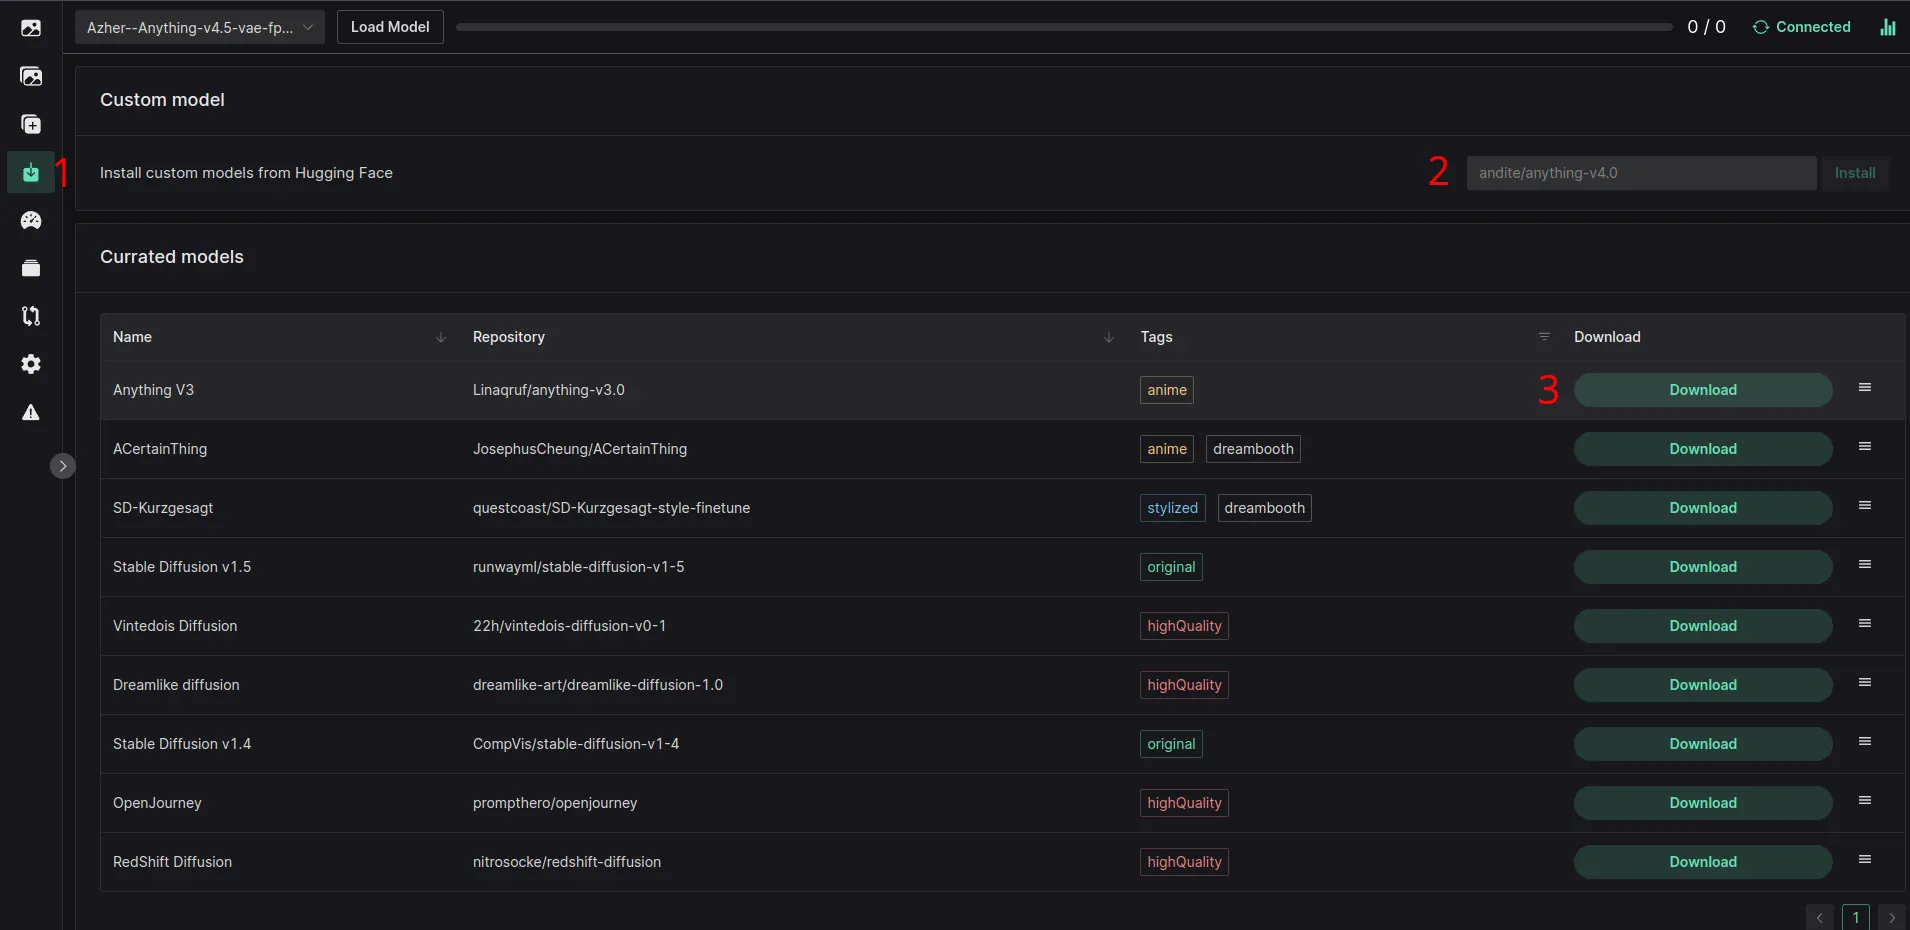 Azher--Anything-v4.5-vae-fp... Load Model 0 / 0 Connected
Custom model
1 Install custom models from Hugging Face 2 andite/anything-v4.0 Install
Currated models
Name Repository Tags Download
Anything V3 Linaqruf/anything-v3.0 anime 3 Download
ACertainThing JosephusCheung/ACertainThing anime dreambooth Download
SD-Kurzgesagt questcoast/SD-Kurzgesagt-style-finetune stylized dreambooth Download
Stable Diffusion v1.5 runwayml/stable-diffusion-v1-5 original Download
Vintedois Diffusion 22h/vintedois-diffusion-v0-1 highQuality Download
Dreamlike diffusion dreamlike-art/dreamlike-diffusion-1.0 highQuality Download
Stable Diffusion v1.4 CompVis/stable-diffusion-v1-4 original Download
OpenJourney prompthero/openjourney highQuality Download
RedShift Diffusion nitrosocke/redshift-diffusion highQuality Download
1